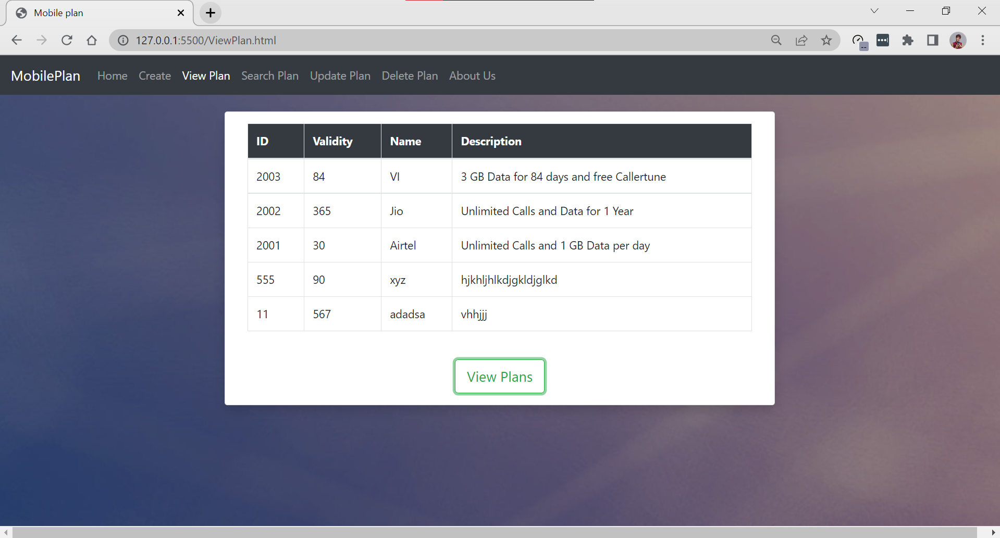 Mobile plan
127.0.0.1:5500/ViewPlan.html
MobilePlan Home Create View Plan Search Plan Update Plan Delete Plan About Us
ID Validity Name Description
2003 84 VI 3 GB Data for 84 days and free Callertune
2002 365 Jio Unlimited Calls and Data for 1 Year
2001 30 Airtel Unlimited Calls and 1 GB Data per day
555 90 xyz hjkhljhlkdjgkldjglkd
11 567 adadsa vhhjjj
View Plans